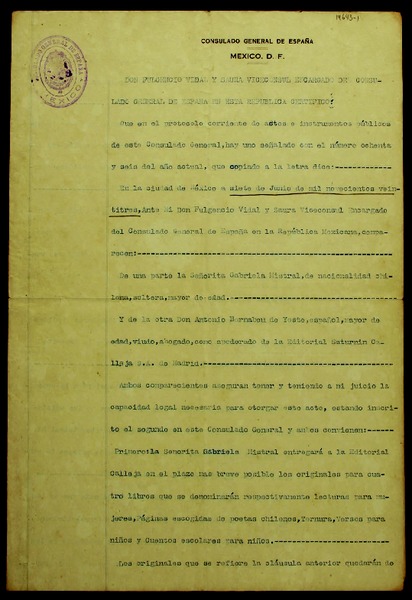 19643-1
CONSULADO GENERAL DE ESPAÑA
MEXICO, D. F.
DON FULGENCIO VIDAL Y SAURA VICECONSUL ENCARGADO DEL CONSU-
LADO GENERAL DE ESPAÑA EN ESTA REPUBLICA CERTIFICO:
Que en el protocolo corriente de actos e instrumentos públicos
de este Consulado General, hay uno señalado con el número ochenta
y seis del año actual, que copiado a la letra dice:
En la ciudad de México a siete de Junio de mil novecientos vein-
titres, Ante Mi Don Fulgencio Vidal y Saura Viceconsul Encargado
del Consulado General de España en la República Mexicana, compa-
recen:
De una parte la Señorita Gabriela Mistral, de nacionalidad chi-
lena, soltera, mayor de edad.
Y de la otra Don Antonio Bernabeu de Yeste, español, mayor de
edad, viudo, abogado, como apoderado de la Editorial Saturnin Ca-
lleja S.A. de Madrid.
Ambos comparecientes aseguran tener y teniendo a mi juicio la
capacidad legal necesaria para otorgar este acto, estando inscri-
to el segundo en este Consulado General y ambos convienen:
Primero: la Senorita Gabriela Mistral entregará a la Editorial
Calleja en el plazo mas breve posible los originales para cua-
tro libros que se denominarán respectivamente lecturas para mu-
jeres, Páginas escogidas de poetas chilenos, Ternura, Versos para
niños y Cuentos escolares para niños.
Los originales que se refiere la cláusula anterior quedarán de